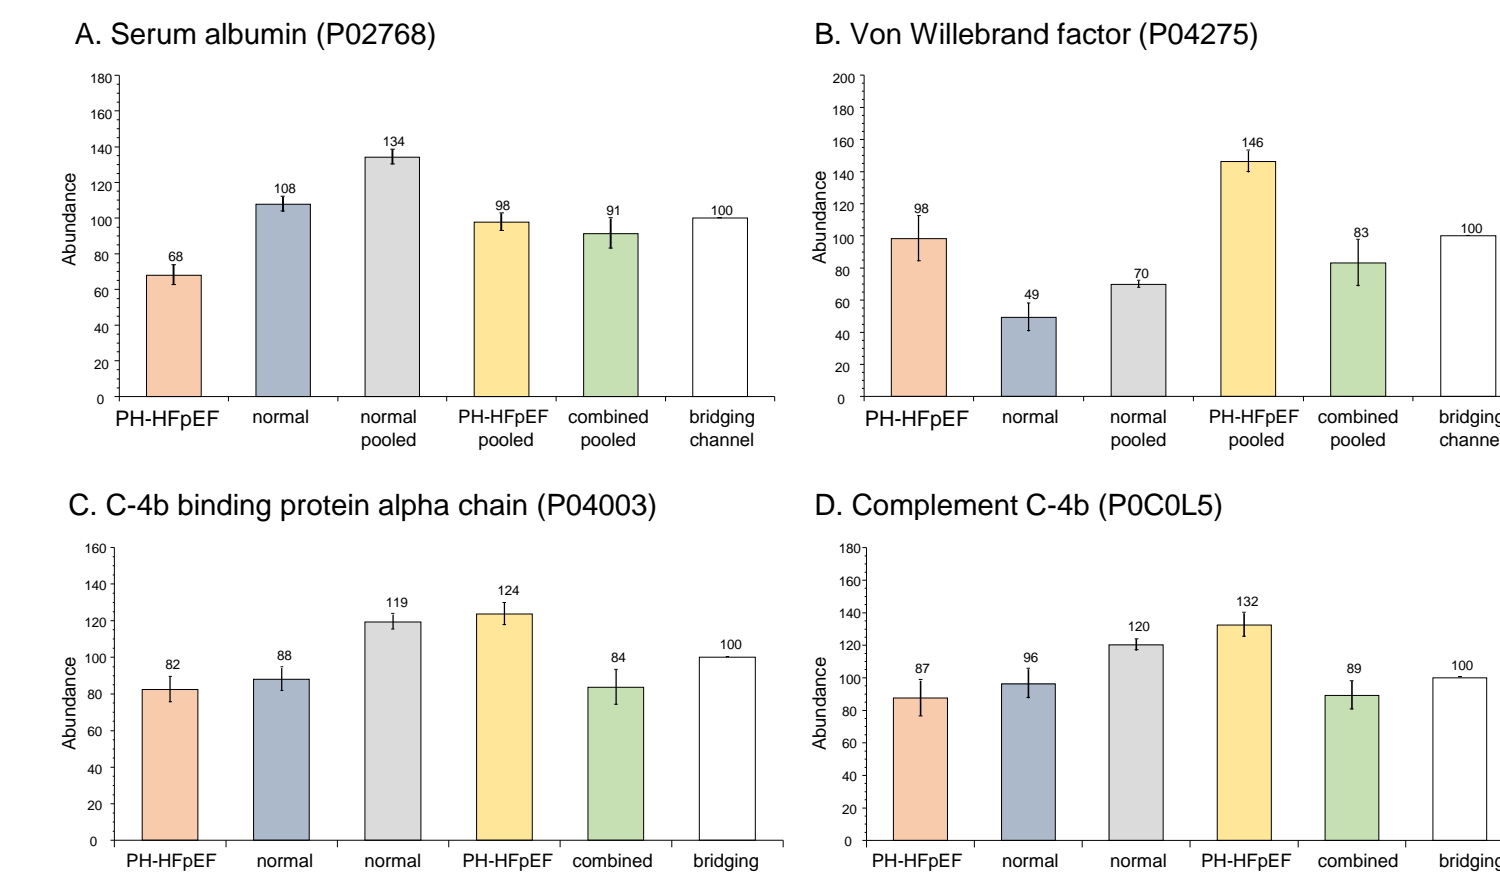 A. Serum albumin (P02768)
180
160
140
120
100
80
60
40
20
0
Abundance
68
108
134
98
91
100
PH-HFpEF
normal
normal
pooled
PH-HFpEF
pooled
combined
pooled
bridging
channel
B. Von Willebrand factor (P04275)
200
180
160
140
120
100
80
60
40
20
0
Abundance
98
49
70
146
83
100
PH-HFpEF
normal
normal
pooled
PH-HFpEF
pooled
combined
pooled
bridging
channe
C. C-4b binding protein alpha chain (P04003)
160
140
120
100
80
60
40
20
0
Abundance
82
88
119
124
84
100
PH-HFpEF
normal
normal
PH-HFpEF
combined
bridging
D. Complement C-4b (P0C0L5)
180
160
140
120
100
80
60
40
20
0
Abundance
87
96
120
132
89
100
PH-HFpEF
normal
normal
PH-HFpEF
combined
bridging